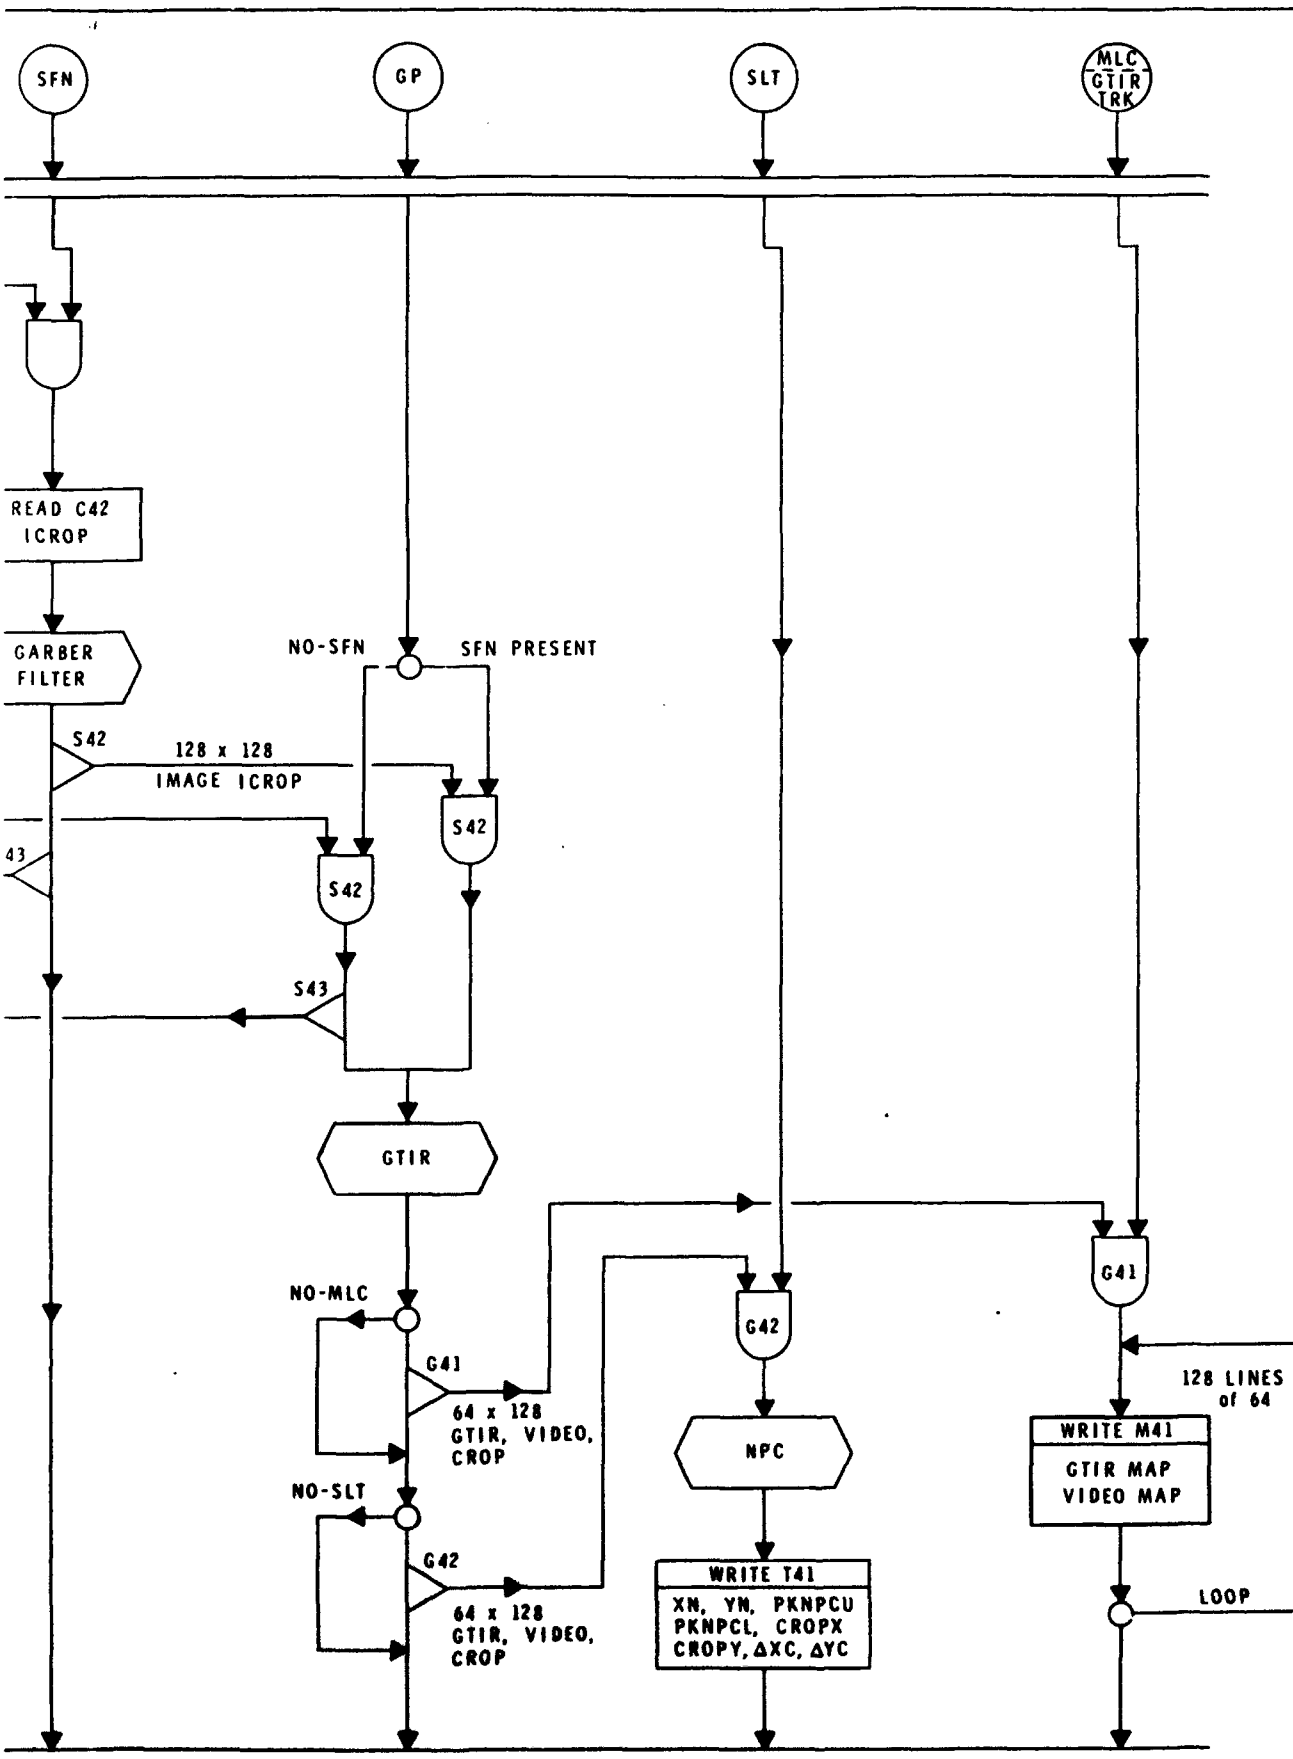 SFN
GP
SLT
MLC
GTIR
TRK
READ C42
ICROP
GARBER
FILTER
NO-SFN
SFN PRESENT
S42
128 x 128
IMAGE ICROP
S42
43
S42
S43
GTIR
G41
NO-MLC
G42
G41
64 x 128
GTIR, VIDEO,
CROP
128 LINES
of 64
WRITE M41
GTIR MAP
VIDEO MAP
NPC
NO-SLT
G42
64 x 128
GTIR, VIDEO,
CROP
WRITE T41
XN, YN, PKNPCU
PKNPCL, CROPX
CROPY, ΔXC, ΔYC
LOOP